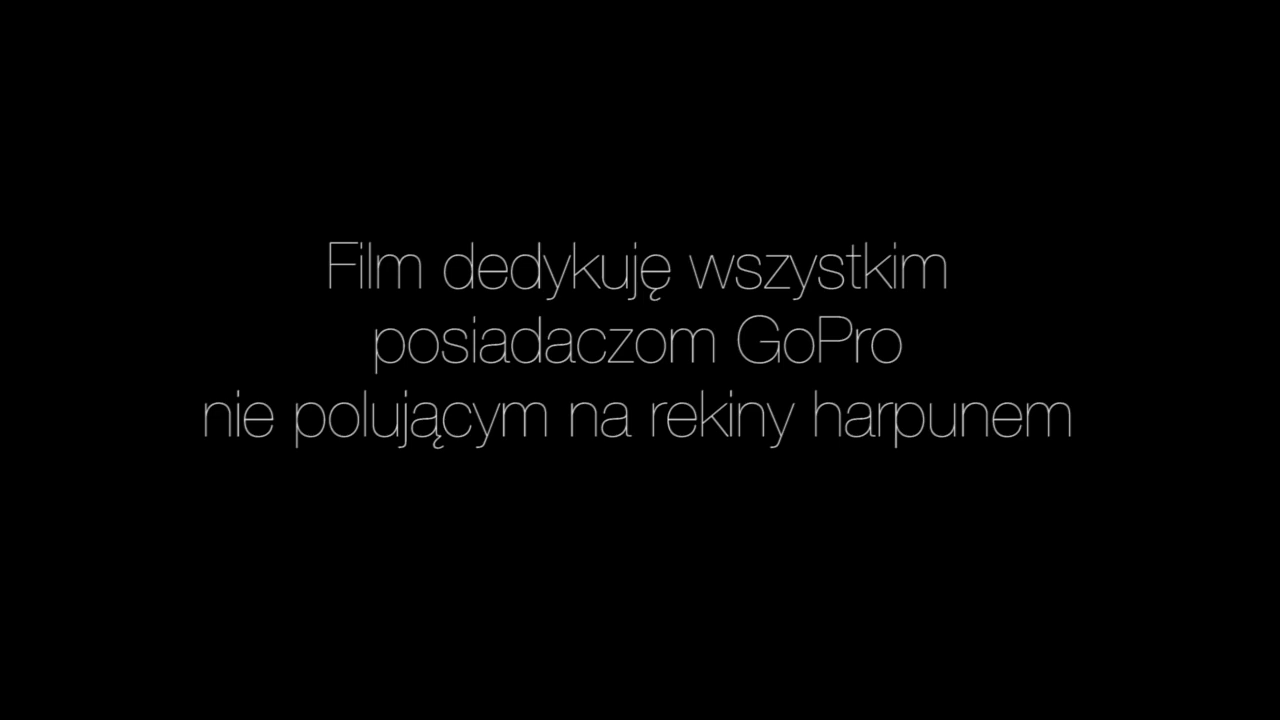 Film dedykuję wszystkim
posiadaczom GoPro
nie polującym na rekiny harpunem